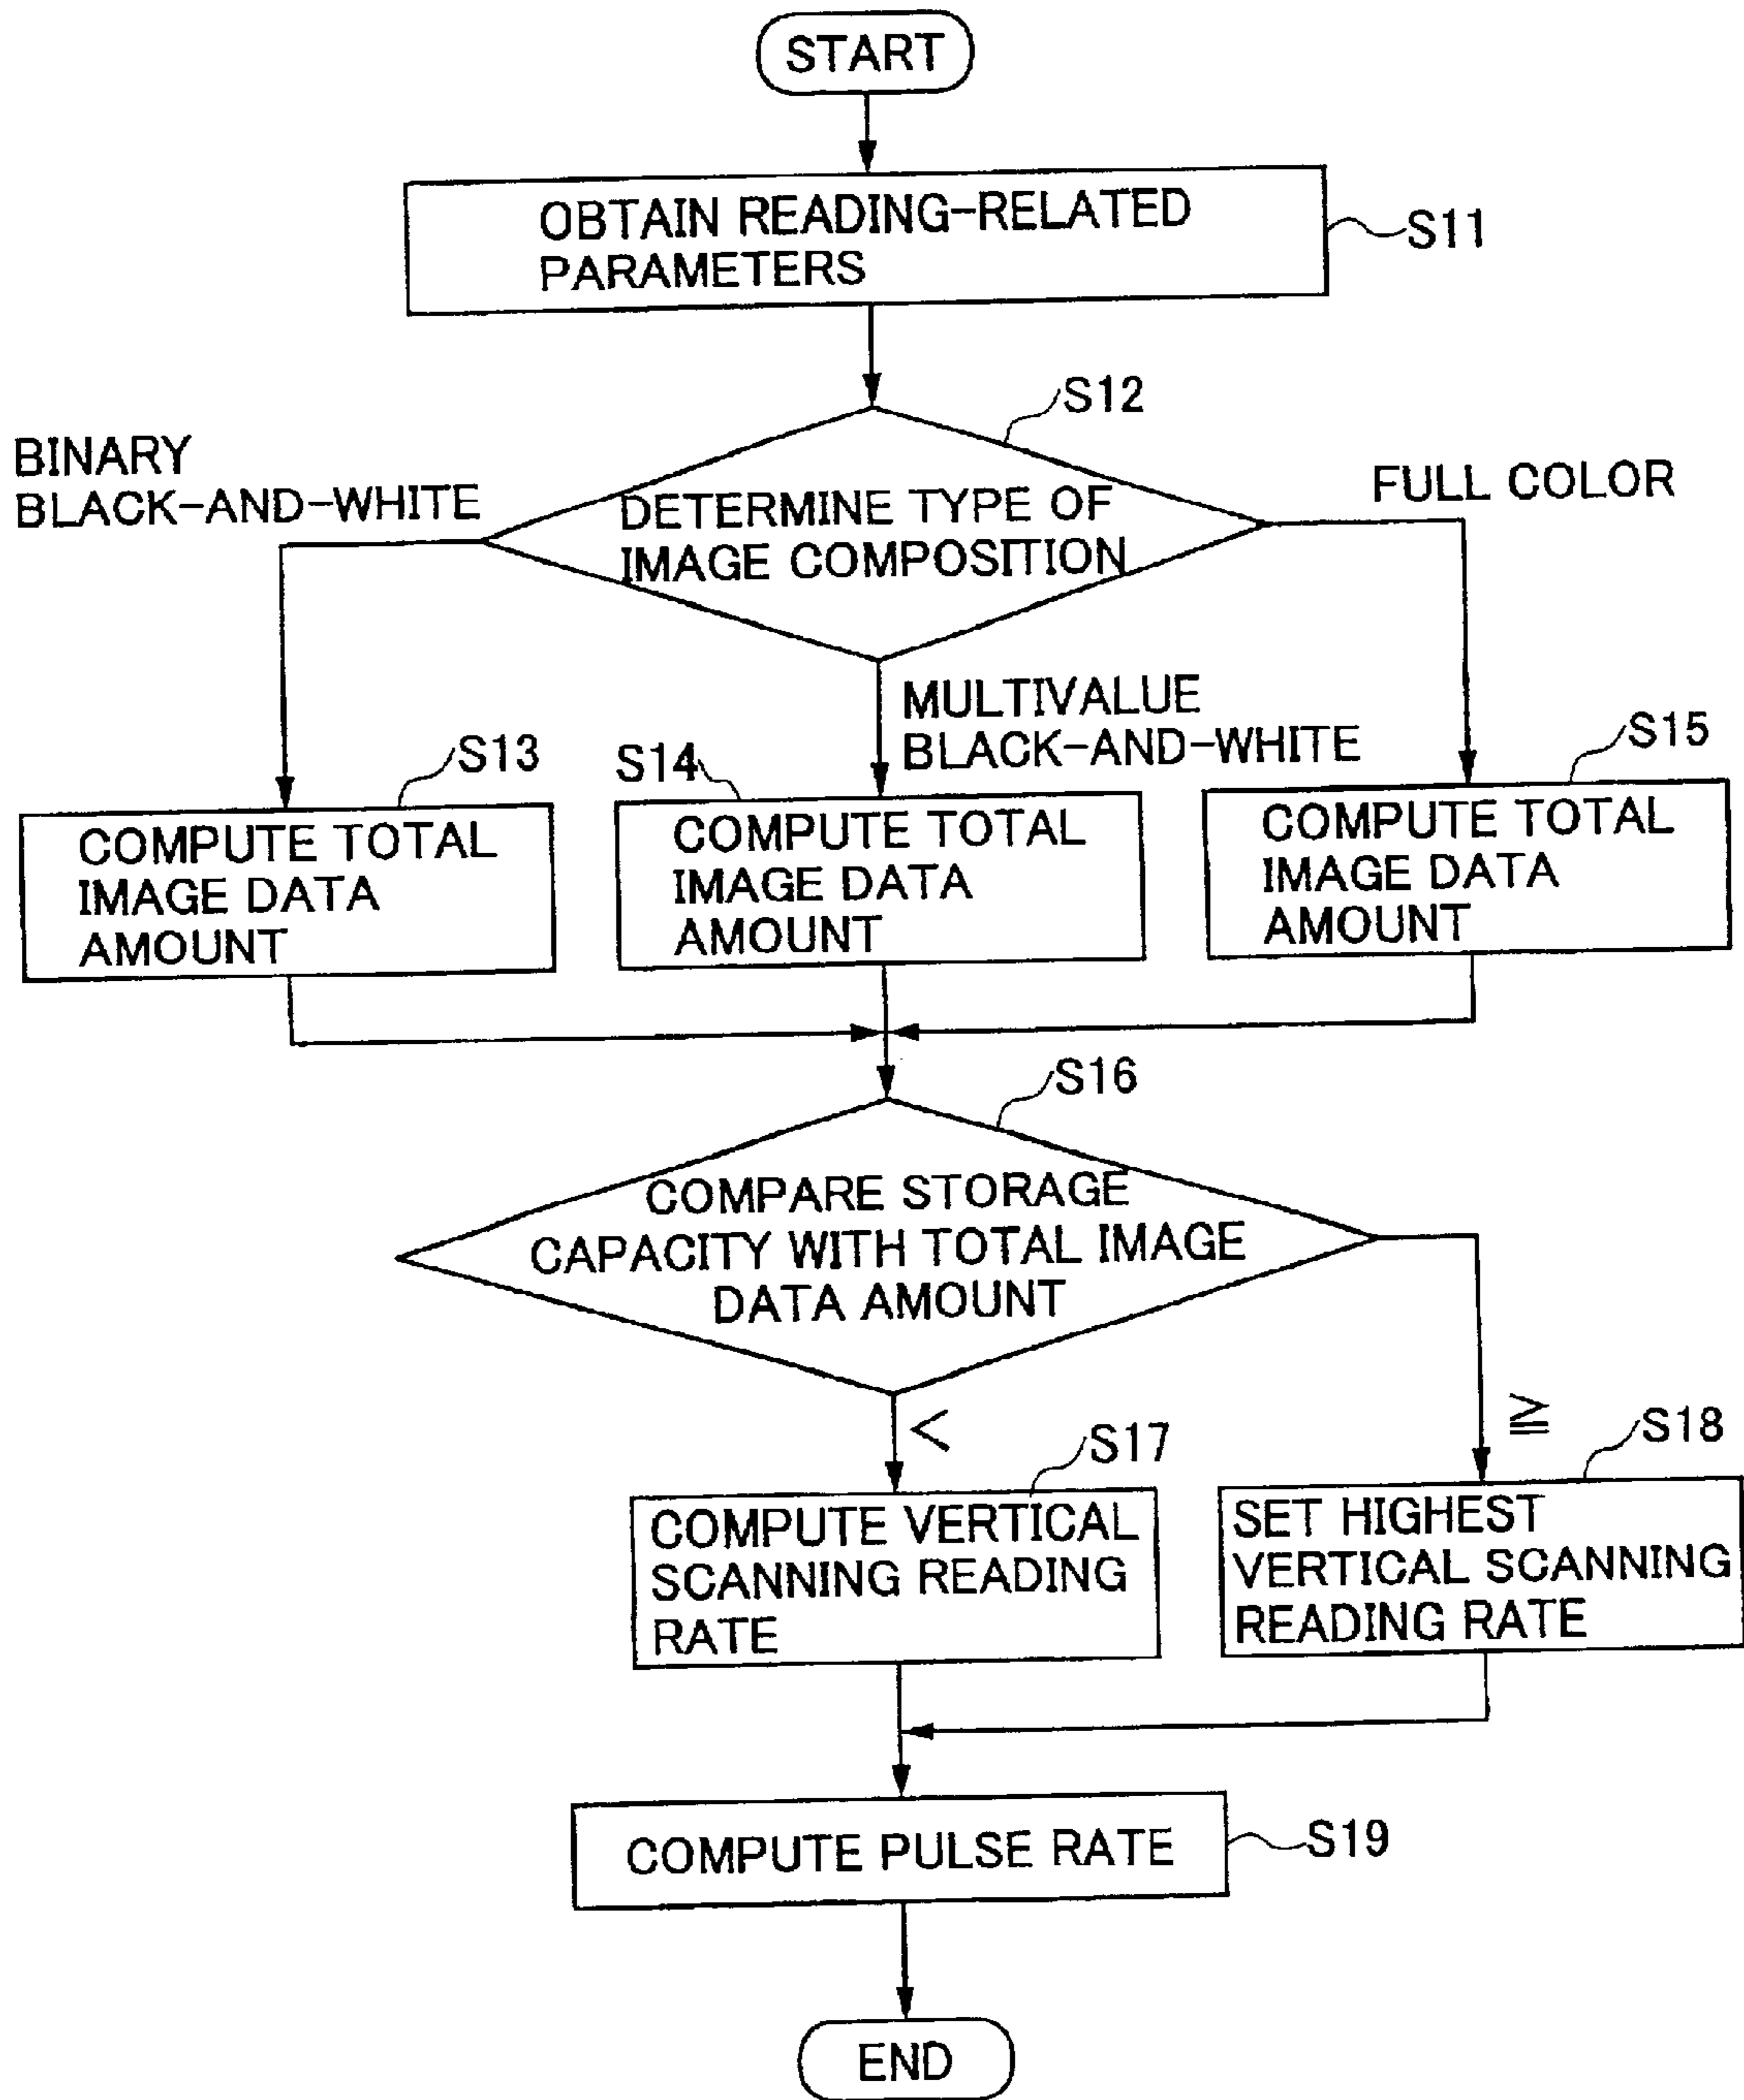 START
OBTAIN READING-RELATED
PARAMETERS
S11
S12
BINARY
BLACK-AND-WHITE
FULL COLOR
DETERMINE TYPE OF
IMAGE COMPOSITION
MULTIVALUE
BLACK-AND-WHITE
S13
S14
S15
COMPUTE TOTAL
IMAGE DATA
AMOUNT
COMPUTE TOTAL
IMAGE DATA
AMOUNT
COMPUTE TOTAL
IMAGE DATA
AMOUNT
S16
COMPARE STORAGE
CAPACITY WITH TOTAL IMAGE
DATA AMOUNT
<
≧
S17
S18
COMPUTE VERTICAL
SCANNING READING
RATE
SET HIGHEST
VERTICAL SCANNING
READING RATE
COMPUTE PULSE RATE
S19
END